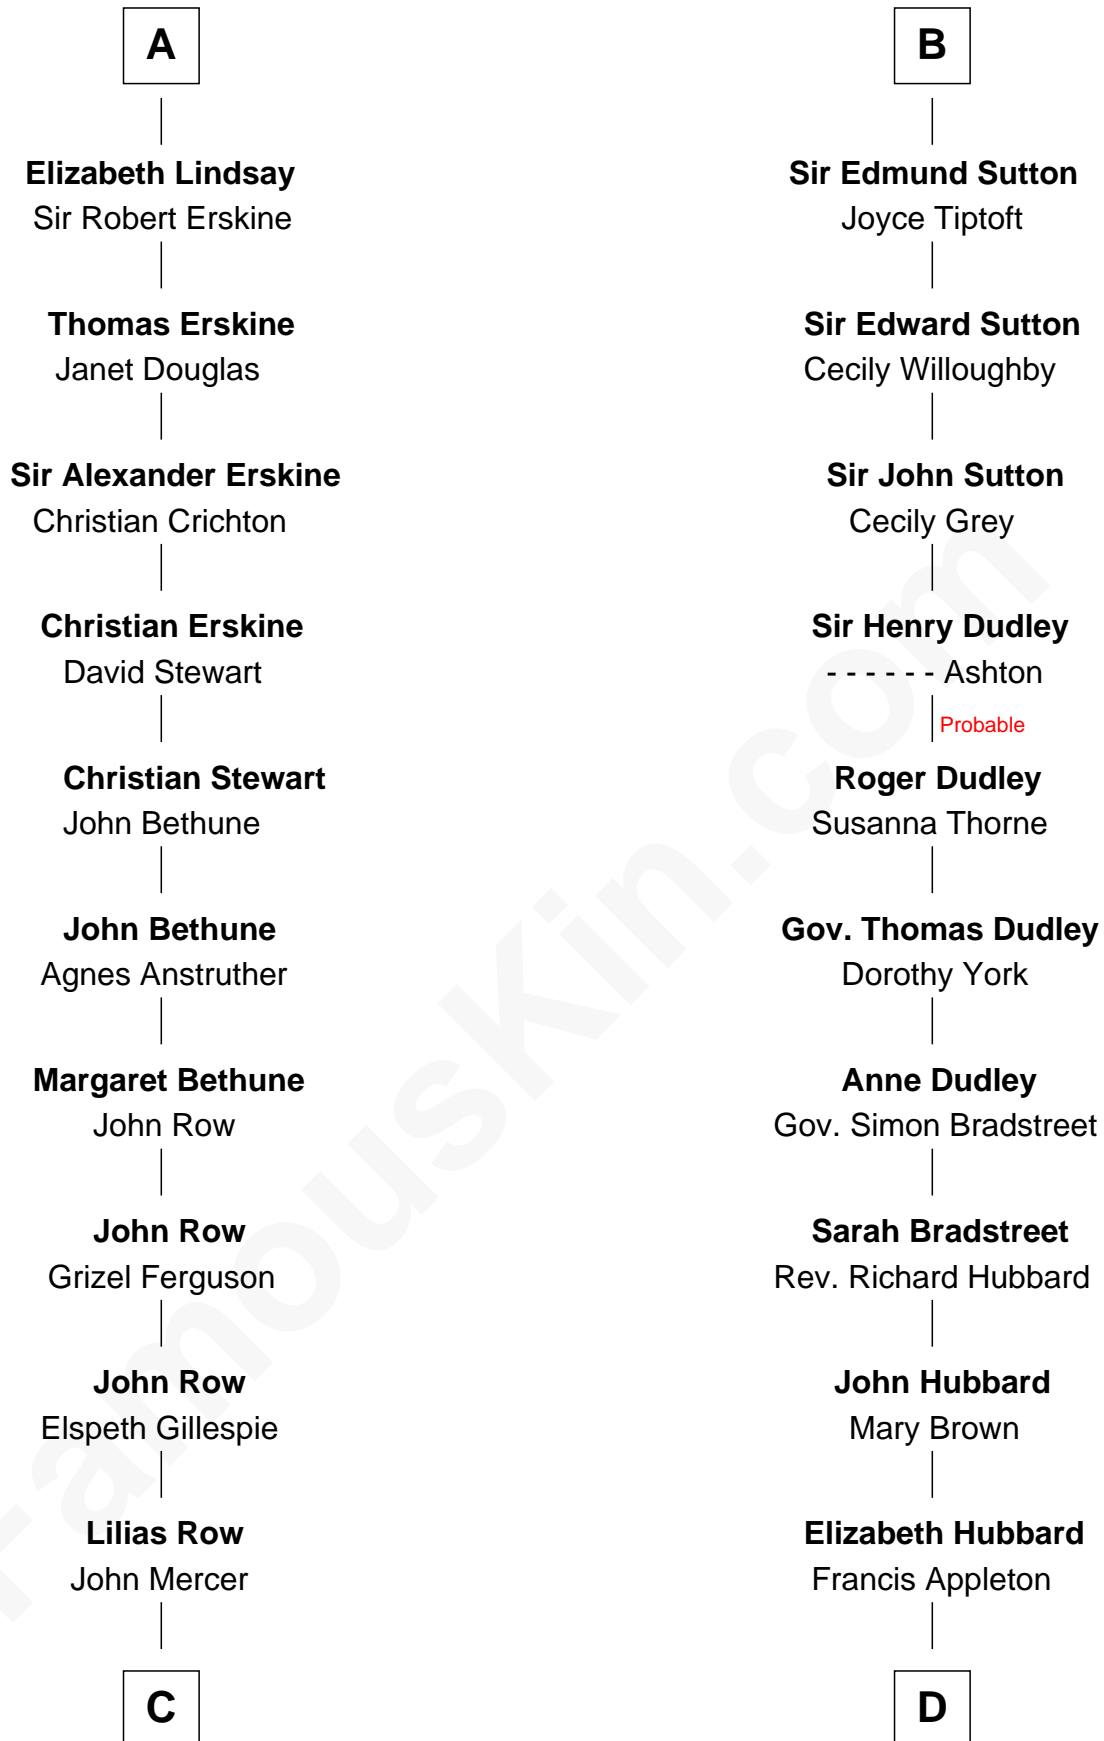 A
Elizabeth Lindsay
Sir Robert Erskine
Thomas Erskine
Janet Douglas
Sir Alexander Erskine
Christian Crichton
Christian Erskine
David Stewart
Christian Stewart
John Bethune
John Bethune
Agnes Anstruther
Margaret Bethune
John Row
John Row
Grizel Ferguson
John Row
Elspeth Gillespie
Lilias Row
John Mercer
C
B
Sir Edmund Sutton
Joyce Tiptoft
Sir Edward Sutton
Cecily Willoughby
Sir John Sutton
Cecily Grey
Sir Henry Dudley
- - - - - - Ashton
Probable
Roger Dudley
Susanna Thorne
Gov. Thomas Dudley
Dorothy York
Anne Dudley
Gov. Simon Bradstreet
Sarah Bradstreet
Rev. Richard Hubbard
John Hubbard
Mary Brown
Elizabeth Hubbard
Francis Appleton
D
FamousKin.com